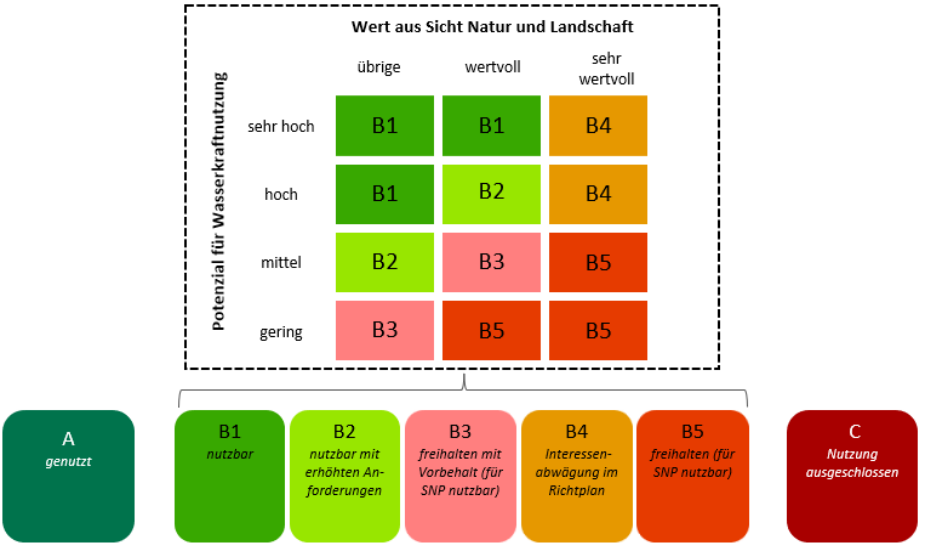 Wert aus Sicht Natur und Landschaft
Potenzial für Wasserkraftnutzung
übrige
wertvoll
sehr
wertvoll
sehr hoch
B1
B1
B4
hoch
B1
B2
B4
mittel
B2
B3
B5
gering
B3
B5
B5
A
genutzt
B1
nutzbar
B2
nutzbar mit
erhöhten An-
forderungen
B3
freihalten mit
Vorbehalt (für
SNP nutzbar)
B4
Interessen-
abwägung im
Richtplan
B5
freihalten (für
SNP nutzbar)
C
Nutzung
ausgeschlossen